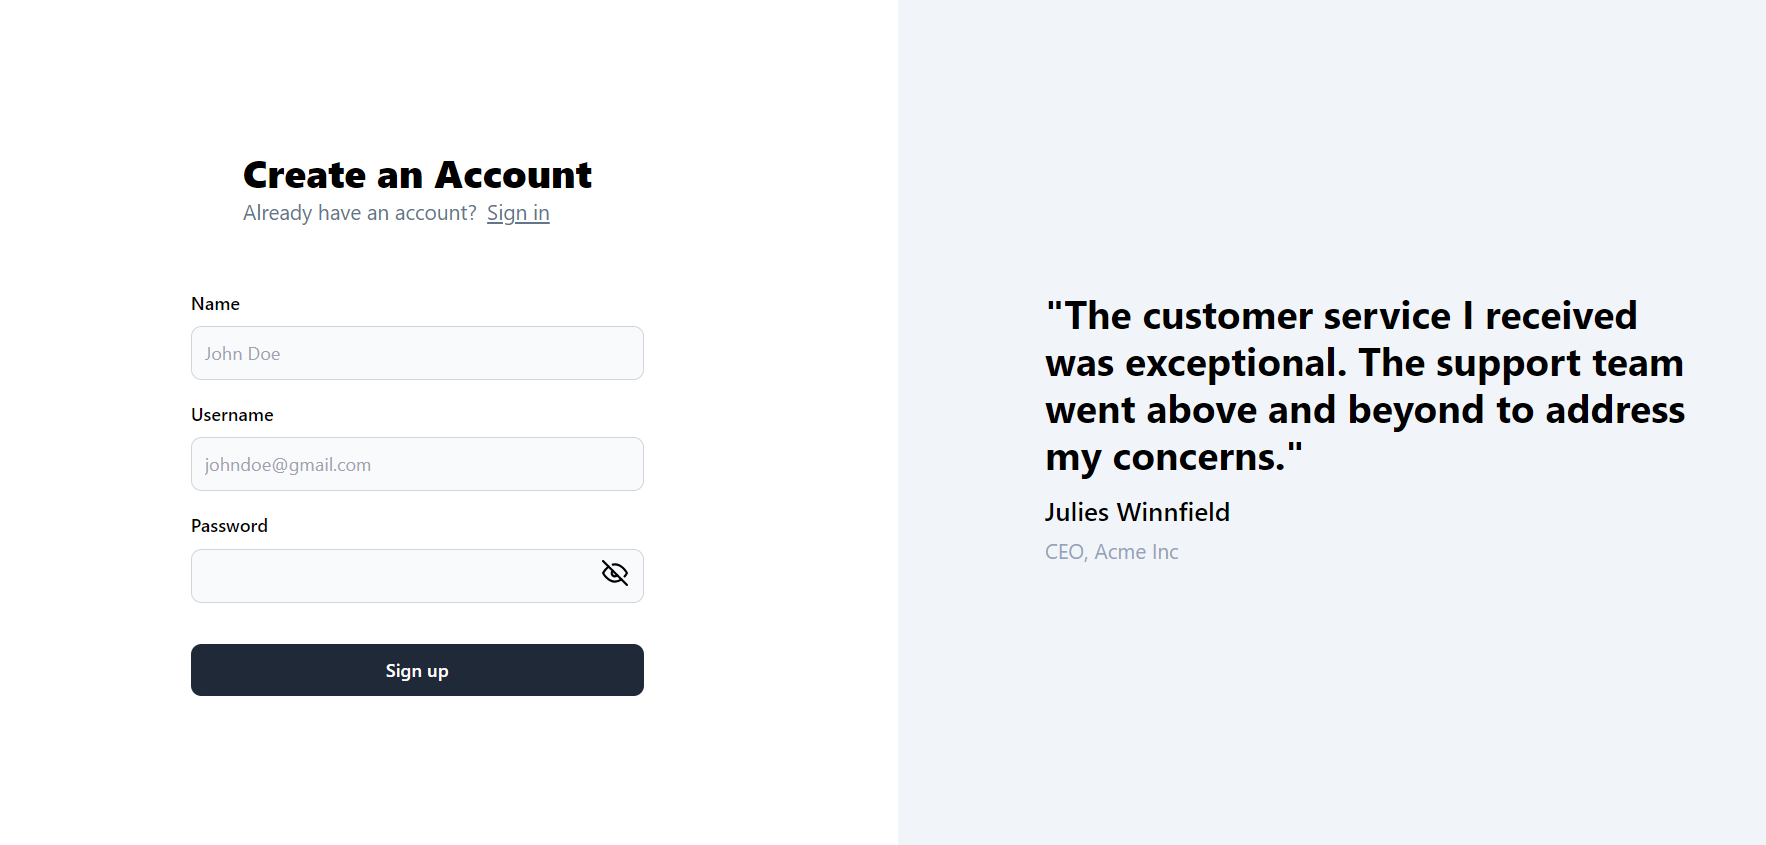 Create an Account
Already have an account? Sign in
Name
John Doe
Username
johndoe@gmail.com
Password
Sign up
"The customer service I received
was exceptional. The support team
went above and beyond to address
my concerns."
Julies Winnfield
CEO, Acme Inc